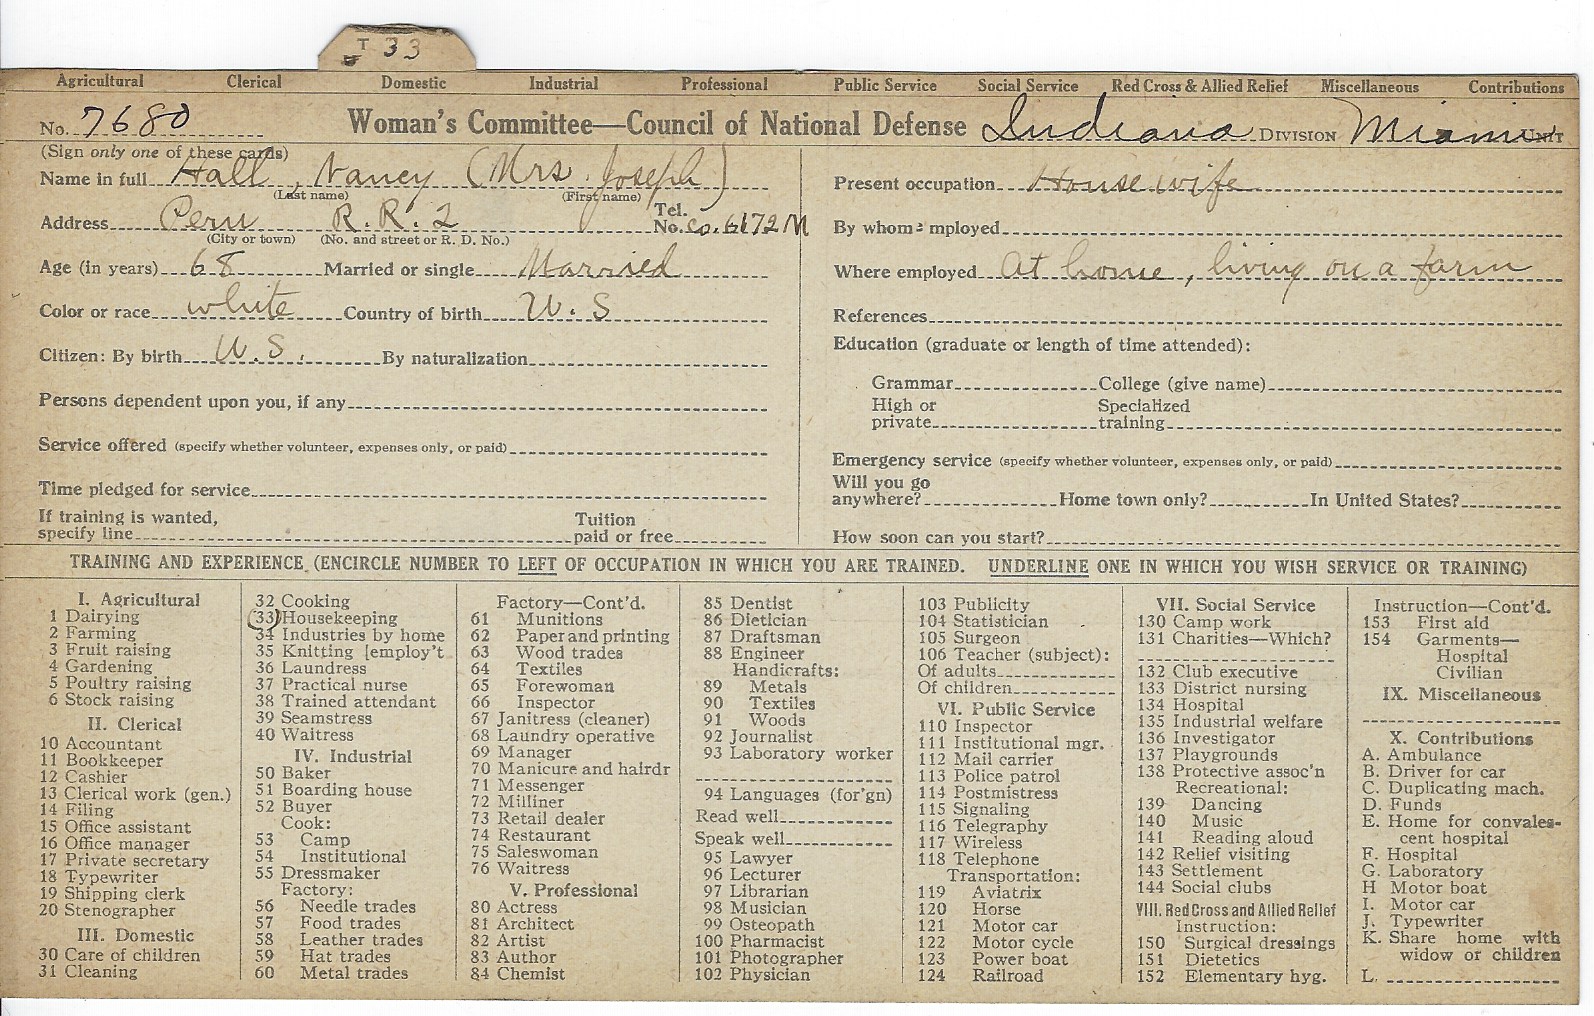 T 33
Agricultural Clerical Domestic Industrial Professional Public Service Social Service Red Cross & Allied Relief Miscellaneous Contributions
No. 7680 Woman's Committee—Council of National Defense Indiana DIVISION Miami UNIT
(Sign only one of these cards)
Name in full Hall, Nancy (Mrs. Joseph)
(Last name) (First name)
Address Peru R.R. 2 Tel. No. Co. 6172 M
(City or town) (No. and street or R. D. No.)
Age (in years) 68 Married or single Married
Color or race white Country of birth U.S
Citizen: By birth U.S. By naturalization
Persons dependent upon you, if any
Service offered (specify whether volunteer, expenses only, or paid)
Time pledged for service
If training is wanted, specify line Tuition paid or free
Present occupation Housewife
By whom employed
Where employed At home, living on a farm
References
Education (graduate or length of time attended):
Grammar College (give name)
High or private Specialized training
Emergency service (specify whether volunteer, expenses only, or paid)
Will you go anywhere? Home town only? In United States?
How soon can you start?
TRAINING AND EXPERIENCE (ENCIRCLE NUMBER TO LEFT OF OCCUPATION IN WHICH YOU ARE TRAINED. UNDERLINE ONE IN WHICH YOU WISH SERVICE OR TRAINING)
I. Agricultural
1 Dairying
2 Farming
3 Fruit raising
4 Gardening
5 Poultry raising
6 Stock raising
II. Clerical
10 Accountant
11 Bookkeeper
12 Cashier
13 Clerical work (gen.)
14 Filing
15 Office assistant
16 Office manager
17 Private secretary
18 Typewriter
19 Shipping clerk
20 Stenographer
III. Domestic
30 Care of children
31 Cleaning
32 Cooking
(33) Housekeeping
34 Industries by home
35 Knitting [employ't
36 Laundress
37 Practical nurse
38 Trained attendant
39 Seamstress
40 Waitress
IV. Industrial
50 Baker
51 Boarding house
52 Buyer
Cook:
53 Camp
54 Institutional
55 Dressmaker
Factory:
56 Needle trades
57 Food trades
58 Leather trades
59 Hat trades
60 Metal trades
Factory—Cont'd.
61 Munitions
62 Paper and printing
63 Wood trades
64 Textiles
65 Forewoman
66 Inspector
67 Janitress (cleaner)
68 Laundry operative
69 Manager
70 Manicure and hairdr
71 Messenger
72 Milliner
73 Retail dealer
74 Restaurant
75 Saleswoman
76 Waitress
V. Professional
80 Actress
81 Architect
82 Artist
83 Author
84 Chemist
85 Dentist
86 Dietician
87 Draftsman
88 Engineer
Handicrafts:
89 Metals
90 Textiles
91 Woods
92 Journalist
93 Laboratory worker
94 Languages (for'gn)
Read well
Speak well
95 Lawyer
96 Lecturer
97 Librarian
98 Musician
99 Osteopath
100 Pharmacist
101 Photographer
102 Physician
103 Publicity
104 Statistician
105 Surgeon
106 Teacher (subject):
Of adults
Of children
VI. Public Service
110 Inspector
111 Institutional mgr.
112 Mail carrier
113 Police patrol
114 Postmistress
115 Signaling
116 Telegraphy
117 Wireless
118 Telephone
Transportation:
119 Aviatrix
120 Horse
121 Motor car
122 Motor cycle
123 Power boat
124 Railroad
VII. Social Service
130 Camp work
131 Charities—Which?
132 Club executive
133 District nursing
134 Hospital
135 Industrial welfare
136 Investigator
137 Playgrounds
138 Protective assoc'n
Recreational:
139 Dancing
140 Music
141 Reading aloud
142 Relief visiting
143 Settlement
144 Social clubs
VIII. Red Cross and Allied Relief
Instruction:
150 Surgical dressings
151 Dietetics
152 Elementary hyg.
Instruction—Cont'd.
153 First aid
154 Garments—
Hospital
Civilian
IX. Miscellaneous
X. Contributions
A. Ambulance
B. Driver for car
C. Duplicating mach.
D. Funds
E. Home for convales-
cent hospital
F. Hospital
G. Laboratory
H Motor boat
I. Motor car
J. Typewriter
K. Share home with
widow or children
L.